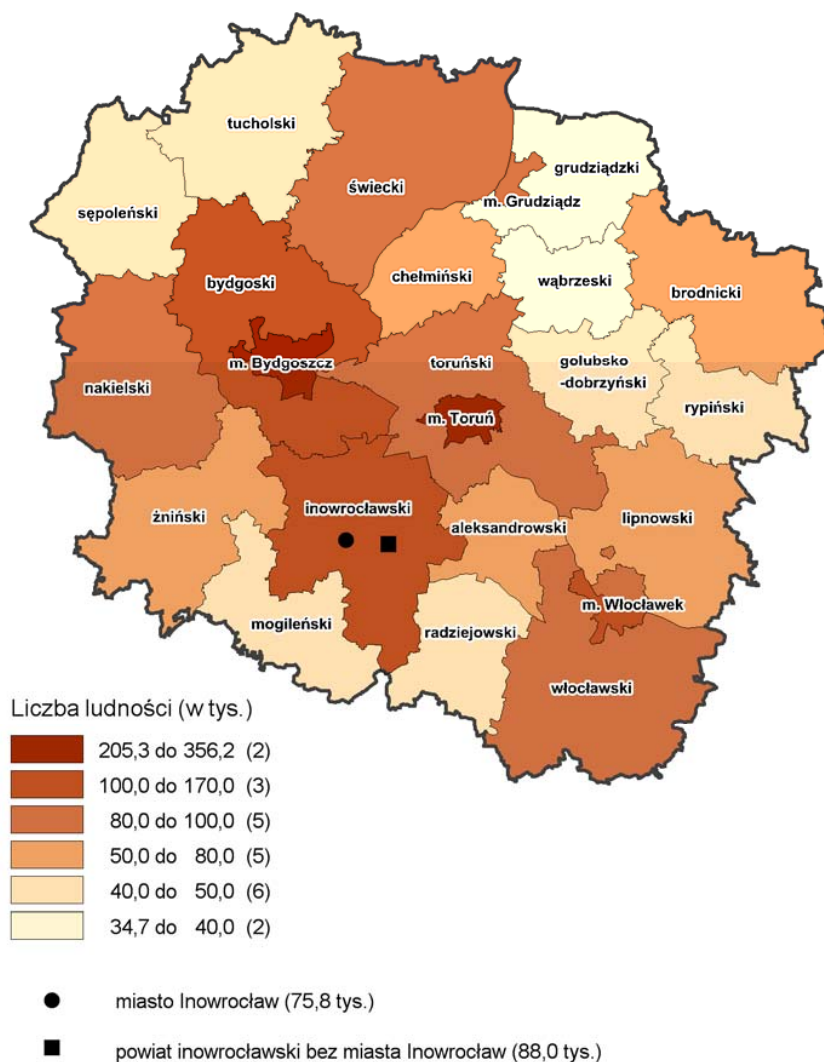 tucholski
grudziądzki
świecki
m. Grudziądz
sępoleński
bydgoski
chełmiński
wąbrzeski
brodnicki
m. Bydgoszcz
toruński
golubsko
-dobrzyński
nakielski
rypiński
m. Toruń
żniński
inowrocławski
aleksandrowski
lipnowski
m. Włocławek
mogileński
radziejowski
włocławski
Liczba ludności (w tys.)
205,3 do 356,2 (2)
100,0 do 170,0 (3)
80,0 do 100,0 (5)
50,0 do 80,0 (5)
40,0 do 50,0 (6)
34,7 do 40,0 (2)
miasto Inowrocław (75,8 tys.)
powiat inowrocławski bez miasta Inowrocław (88,0 tys.)